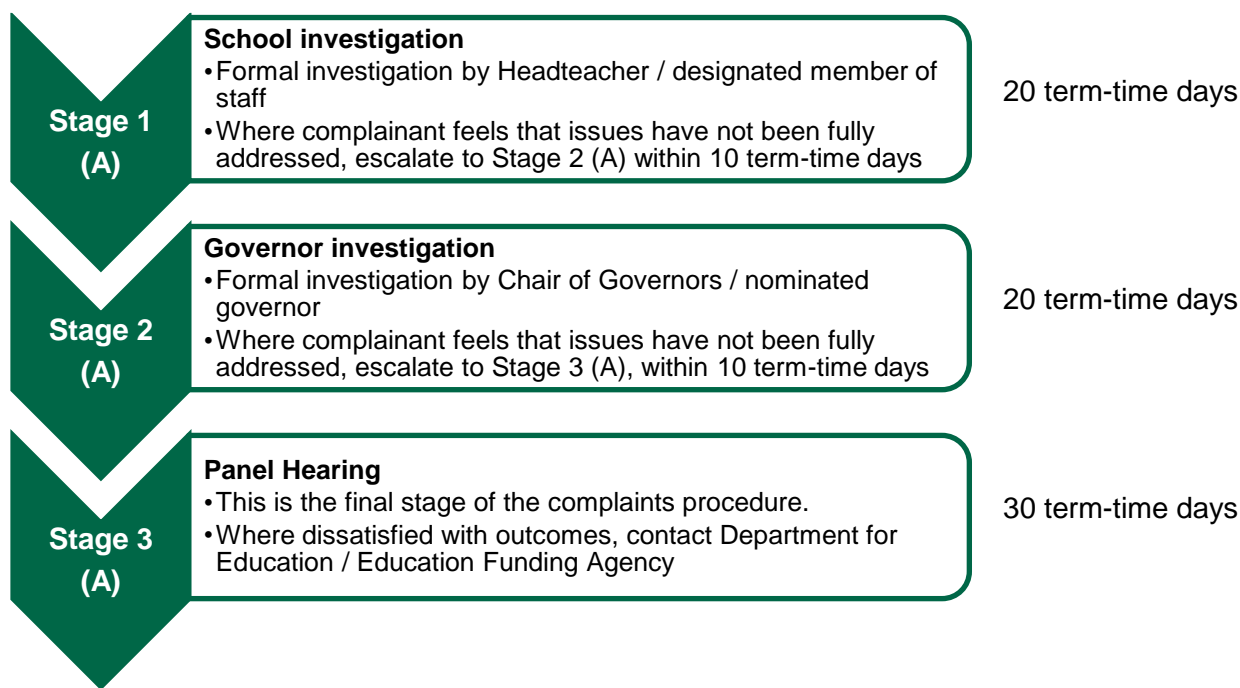 Stage 1
(A)
School investigation
•Formal investigation by Headteacher / designated member of
staff
•Where complainant feels that issues have not been fully
addressed, escalate to Stage 2 (A) within 10 term-time days
20 term-time days
Stage 2
(A)
Governor investigation
•Formal investigation by Chair of Governors / nominated
governor
•Where complainant feels that issues have not been fully
addressed, escalate to Stage 3 (A), within 10 term-time days
20 term-time days
Stage 3
(A)
Panel Hearing
•This is the final stage of the complaints procedure.
•Where dissatisfied with outcomes, contact Department for
Education / Education Funding Agency
30 term-time days